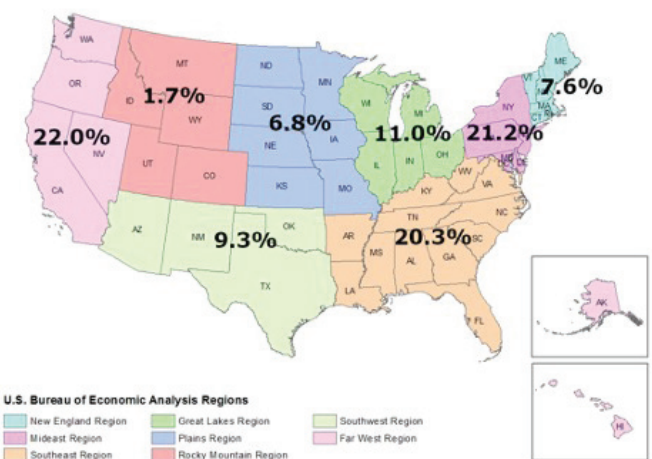 WA
OR
CA
NV
22.0%
MT
ID
1.7%
WY
UT
CO
ND
MN
SD
6.8%
NE
IA
KS
MO
WI
MI
11.0%
IL
IN
OH
NY
21.2%
ME
VT
7.6%
MA
CT
DE
AZ
NM
9.3%
OK
TX
WV
KY
VA
TN
NC
AR
20.3%
SC
MS
AL
GA
LA
FL
AK
HI
U.S. Bureau of Economic Analysis Regions
New England Region
Great Lakes Region
Southwest Region
Mideast Region
Plains Region
Far West Region
Southeast Region
Rocky Mountain Region